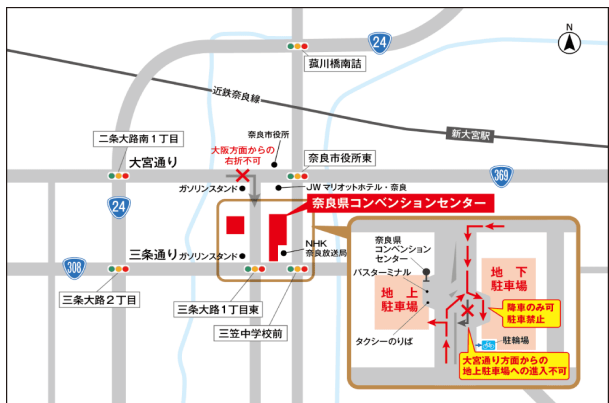 N
24
菰川橋南詰
近鉄奈良線
新大宮駅
二条大路南1丁目
大宮通り
奈良市役所
大阪方面からの
右折不可
奈良市役所東
369
ガソリンスタンド
JWマリオットホテル・奈良
24
奈良県コンベンションセンター
三条通り
ガソリンスタンド
NHK
奈良放送局
308
三条大路2丁目
三条大路1丁目東
三笠中学校前
奈良県
コンベンション
センター
バスターミナル
地上
駐車場
地下
駐車場
降車のみ可
駐車禁止
タクシーのりば
駐輪場
大宮通り方面からの
地上駐車場への進入不可